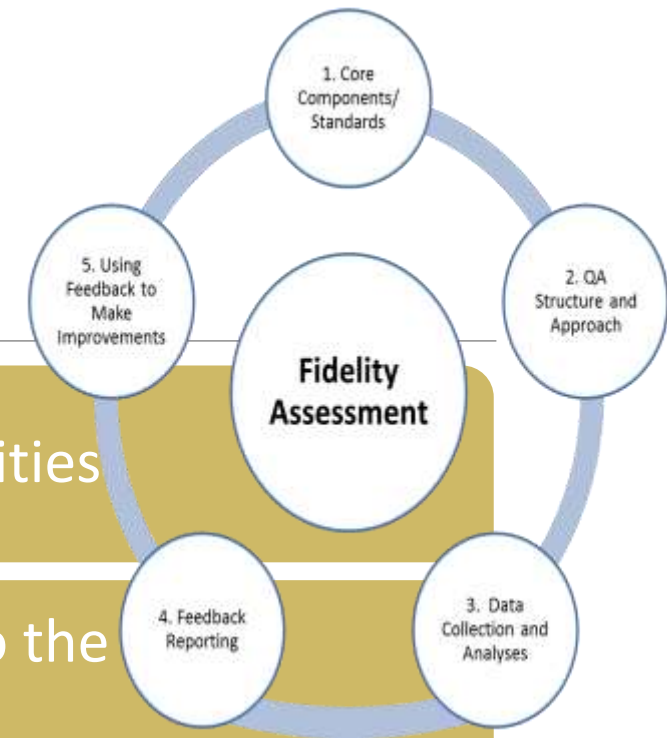 1. Core
Components/
Standards
2. QA
Structure and
Approach
3. Data
Collection and
Analyses
4. Feedback
Reporting
5. Using
Feedback to
Make
Improvements
Fidelity
Assessment
ities
the